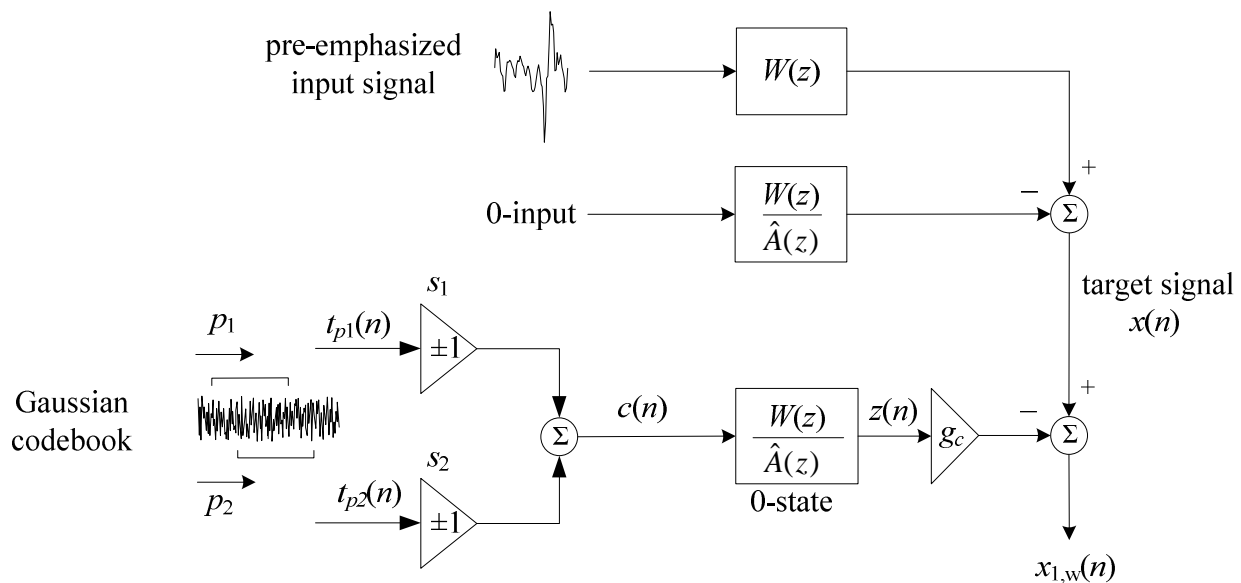 pre-emphasized
input signal
W(z)
+
0-input
W(z)
Â(z)
−
Σ
target signal
x(n)
s₁
p₁
tₚ₁(n)
±1
Gaussian
codebook
Σ
c(n)
W(z)
Â(z)
0-state
z(n)
g꜀
−
+
Σ
s₂
p₂
tₚ₂(n)
±1
x₁,w(n)